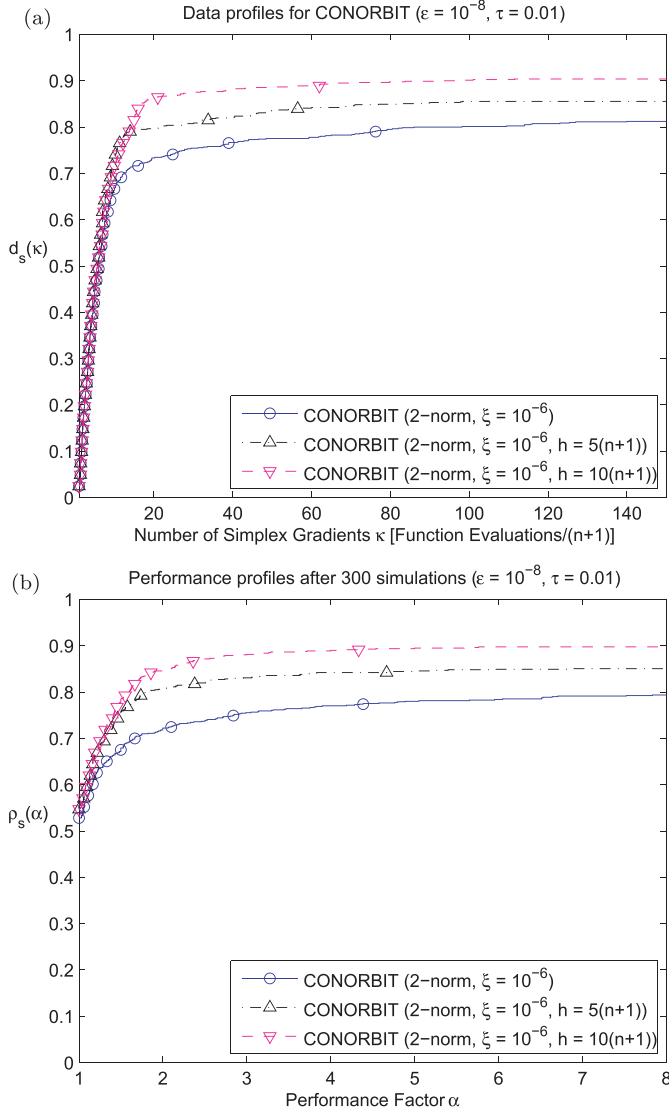 (a)
Data profiles for CONORBIT (ε = 10⁻⁸, τ = 0.01)
1
0.9
0.8
0.7
0.6
d_s(κ)
0.5
0.4
0.3
0.2
0.1
0
CONORBIT (2−norm, ξ = 10⁻⁶)
CONORBIT (2−norm, ξ = 10⁻⁶, h = 5(n+1))
CONORBIT (2−norm, ξ = 10⁻⁶, h = 10(n+1))
20 40 60 80 100 120 140
Number of Simplex Gradients κ [Function Evaluations/(n+1)]
(b)
Performance profiles after 300 simulations (ε = 10⁻⁸, τ = 0.01)
1
0.9
0.8
0.7
0.6
ρ_s(α)
0.5
0.4
0.3
0.2
0.1
0
CONORBIT (2−norm, ξ = 10⁻⁶)
CONORBIT (2−norm, ξ = 10⁻⁶, h = 5(n+1))
CONORBIT (2−norm, ξ = 10⁻⁶, h = 10(n+1))
1 2 3 4 5 6 7 8
Performance Factor α